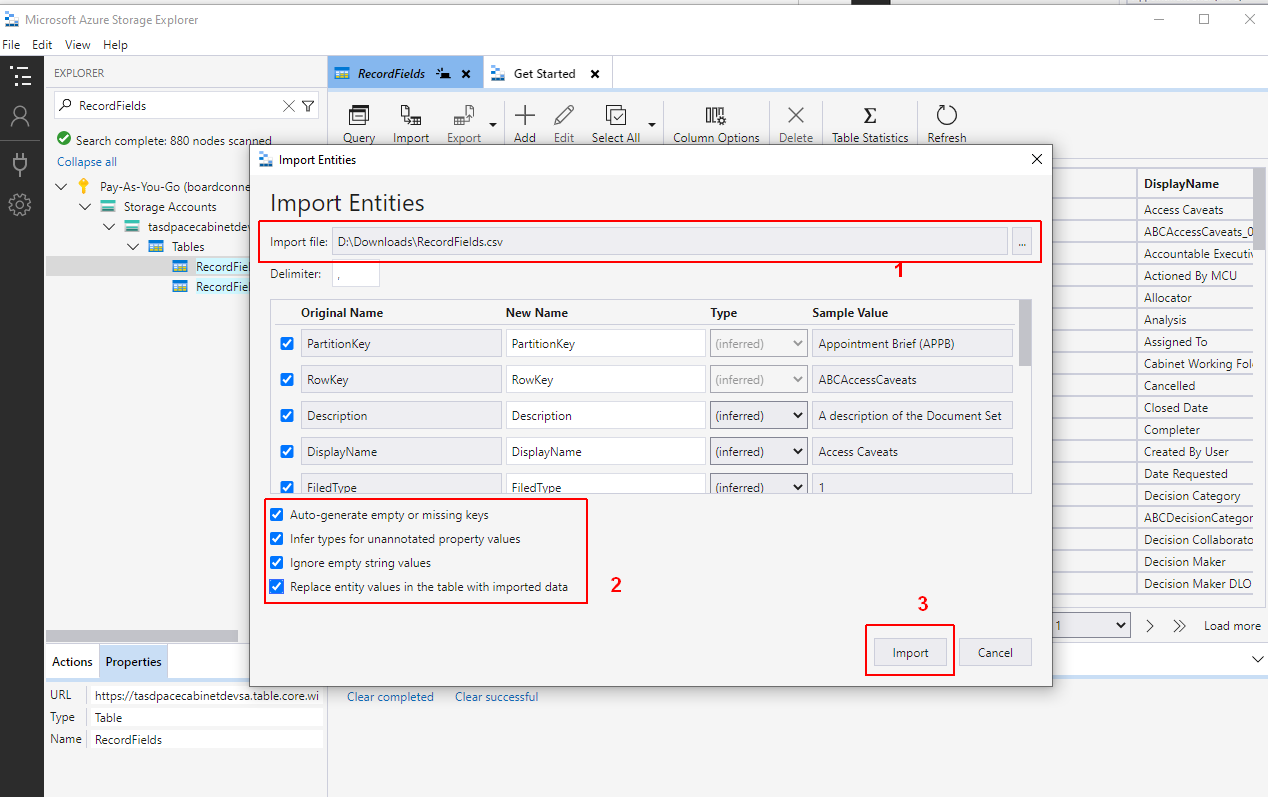 Microsoft Azure Storage Explorer
File Edit View Help
EXPLORER
RecordFields
Search complete: 880 nodes scanned
Collapse all
Pay-As-You-Go (boardconne
Storage Accounts
tasdpacecabinetdev
Tables
RecordFiel
RecordFiel
RecordFields
Get Started
Query Import Export Add Edit Select All Column Options Delete Table Statistics Refresh
Import Entities
Import Entities
Import file: D:\Downloads\RecordFields.csv ...
1
Delimiter: ,
Original Name New Name Type Sample Value
PartitionKey PartitionKey (inferred) Appointment Brief (APPB)
RowKey RowKey (inferred) ABCAccessCaveats
Description Description (inferred) A description of the Document Set
DisplayName DisplayName (inferred) Access Caveats
FiledType FiledType (inferred) 1
Auto-generate empty or missing keys
Infer types for unannotated property values
Ignore empty string values
Replace entity values in the table with imported data
2
3
Import Cancel
DisplayName
Access Caveats
ABCAccessCaveats_0
Accountable Executiv
Actioned By MCU
Allocator
Analysis
Assigned To
Cabinet Working Fol
Cancelled
Closed Date
Completer
Created By User
Date Requested
Decision Category
ABCDecisionCategor
Decision Collaborato
Decision Maker
Decision Maker DLO
1 Load more
Actions Properties
URL https://tasdpacecabinetdevsa.table.core.wi
Type Table
Name RecordFields
Clear completed Clear successful